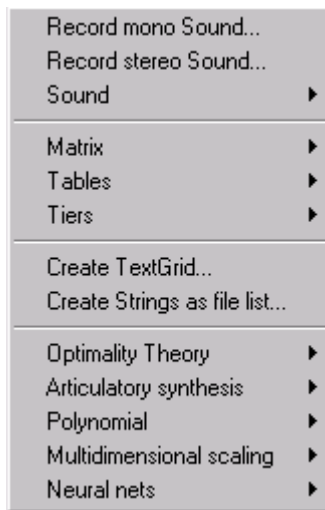 Record mono Sound...
Record stereo Sound...
Sound
Matrix
Tables
Tiers
Create TextGrid...
Create Strings as file list...
Optimality Theory
Articulatory synthesis
Polynomial
Multidimensional scaling
Neural nets